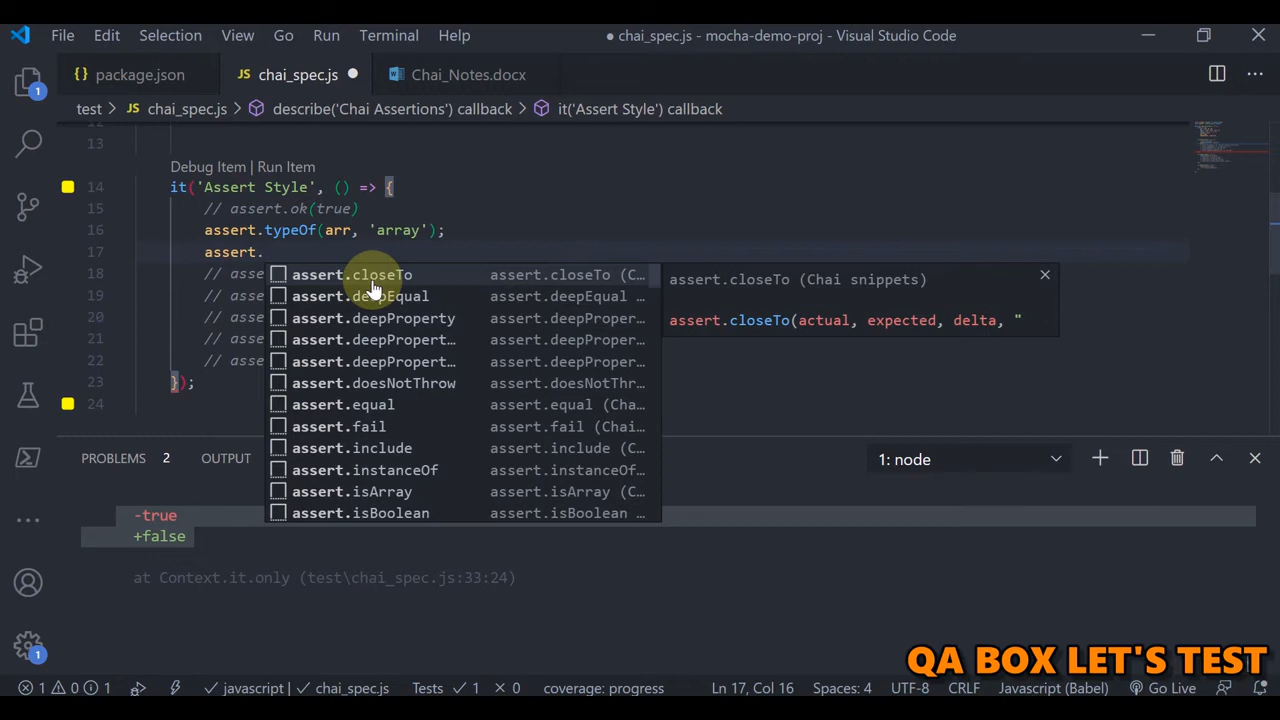 File Edit Selection View Go Run Terminal Help
● chai_spec.js - mocha-demo-proj - Visual Studio Code
{} package.json
JS chai_spec.js ●
Chai_Notes.docx
test > JS chai_spec.js > describe('Chai Assertions') callback > it('Assert Style') callback
13
Debug Item | Run Item
14 it('Assert Style', () => {
15 // assert.ok(true)
16 assert.typeOf(arr, 'array');
17 assert.
18 // asse
19 // asse
20 // asse
21 // asse
22 // asse
23 });
24
assert.closeTo assert.closeTo (C…
assert.deepEqual assert.deepEqual …
assert.deepProperty assert.deepProper…
assert.deepPropert… assert.deepProper…
assert.deepPropert… assert.deepProper…
assert.doesNotThrow assert.doesNotThr…
assert.equal assert.equal (Cha…
assert.fail assert.fail (Chai…
assert.include assert.include (C…
assert.instanceOf assert.instanceOf…
assert.isArray assert.isArray (C…
assert.isBoolean assert.isBoolean …
assert.closeTo (Chai snippets)
assert.closeTo(actual, expected, delta, "
PROBLEMS 2 OUTPUT
1: node
-true
+false
at Context.it.only (test\chai_spec.js:33:24)
1
1
QA BOX LET'S TEST
1 0 1 javascript | chai_spec.js Tests 1 0 coverage: progress Ln 17, Col 16 Spaces: 4 UTF-8 CRLF Javascript (Babel) Go Live